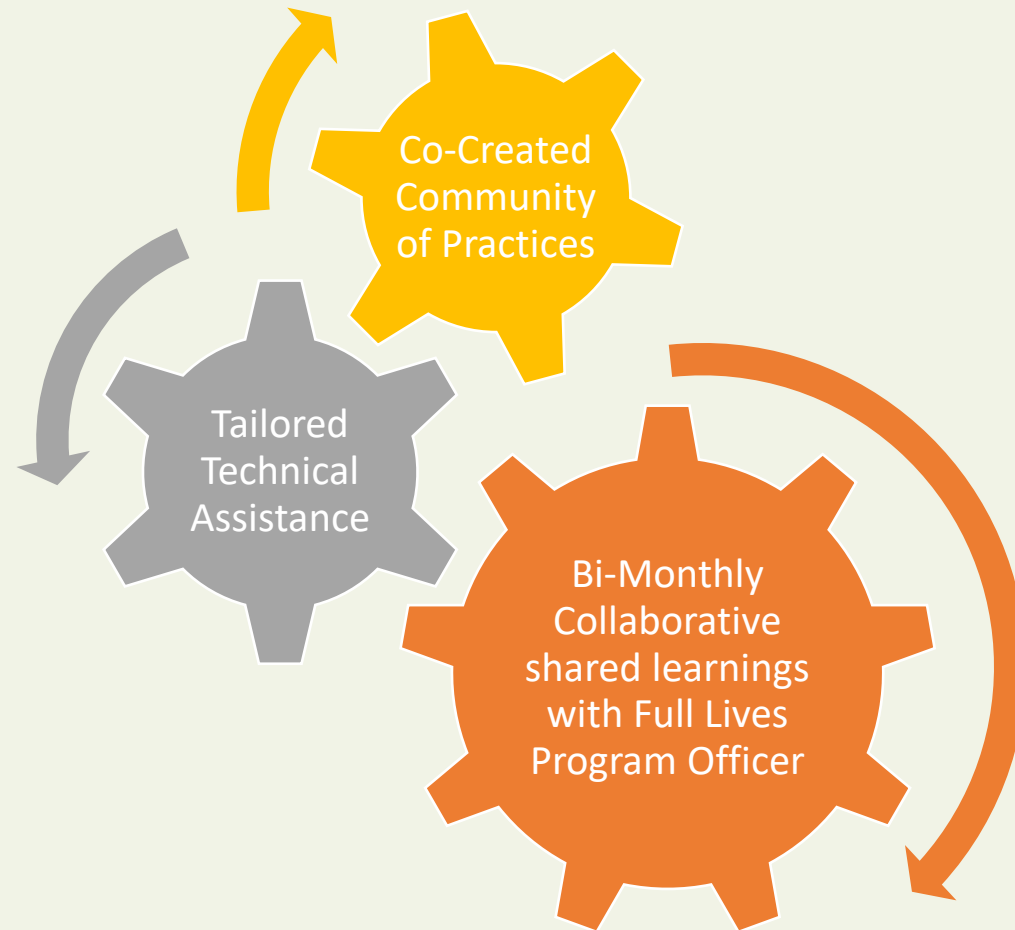 Co-Created
Community
of Practices
Tailored
Technical
Assistance
Bi-Monthly
Collaborative
shared learnings
with Full Lives
Program Officer